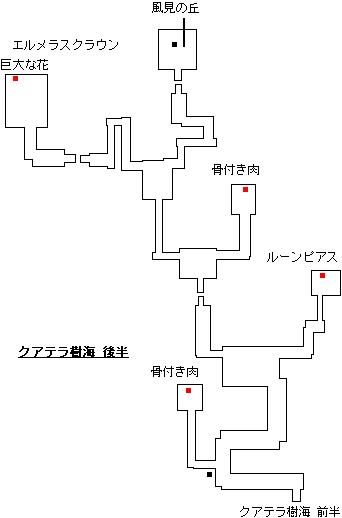 風見の丘
エルメラスクラウン
巨大な花
骨付き肉
ルーンピアス
クアテラ樹海 後半
骨付き肉
クアテラ樹海 前半